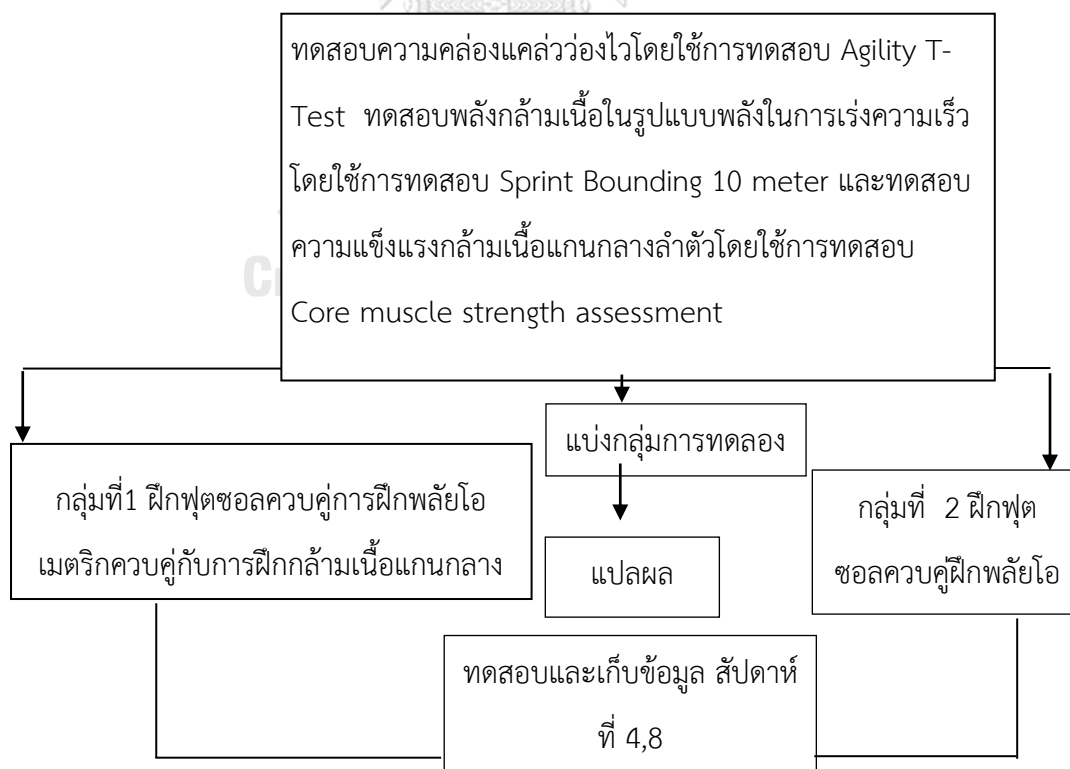 ทดสอบความคล่องแคล่วว่องไวโดยใช้การทดสอบ Agility T-
Test ทดสอบพลังกล้ามเนื้อในรูปแบบพลังในการเร่งความเร็ว
โดยใช้การทดสอบ Sprint Bounding 10 meter และทดสอบ
ความแข็งแรงกล้ามเนื้อแกนกลางลำตัวโดยใช้การทดสอบ
Core muscle strength assessment
แบ่งกลุ่มการทดลอง
กลุ่มที่1 ฝึกฟุตซอลควบคู่การฝึกพลัยโอ
เมตริกควบคู่กับการฝึกกล้ามเนื้อแกนกลาง
กลุ่มที่ 2 ฝึกฟุต
ซอลควบคู่ฝึกพลัยโอ
แปลผล
ทดสอบและเก็บข้อมูล สัปดาห์
ที่ 4,8